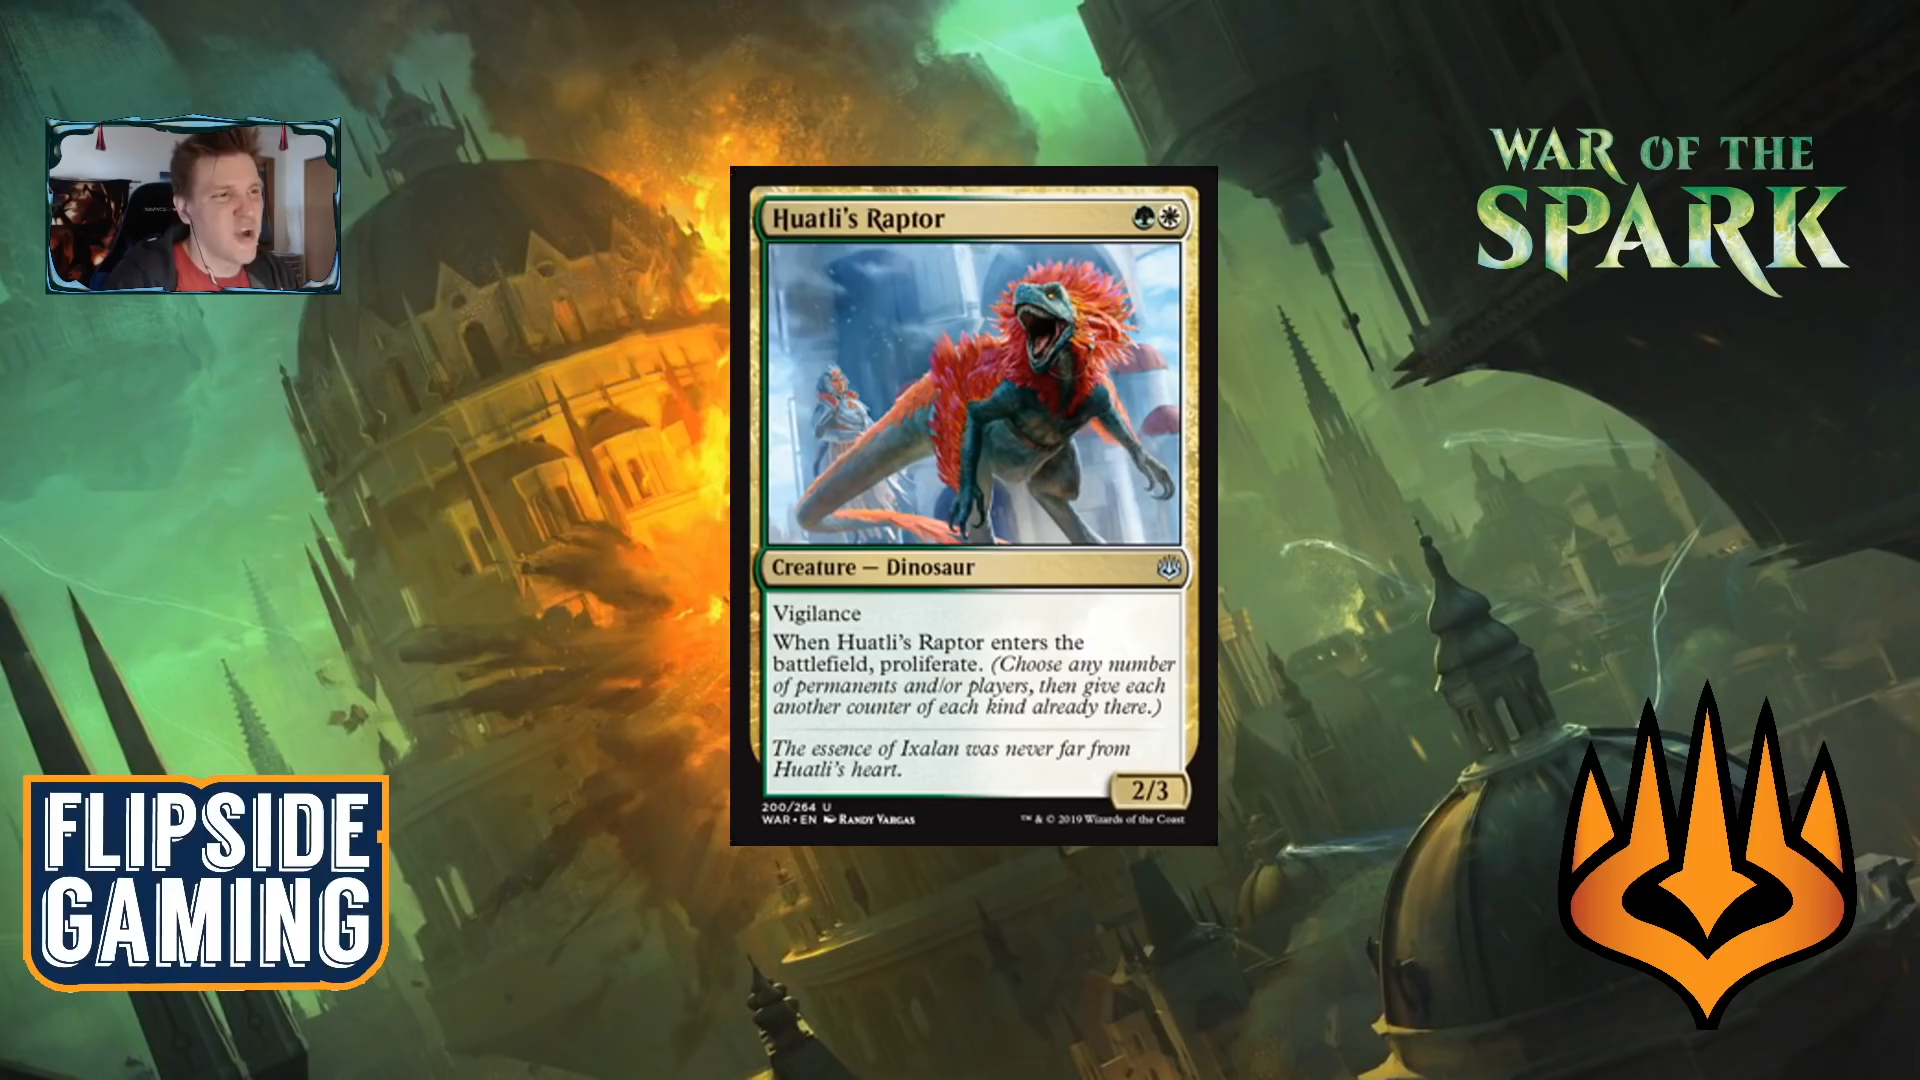 WAR OF THE
SPARK
Huatli's Raptor
Creature — Dinosaur
Vigilance
When Huatli's Raptor enters the
battlefield, proliferate. (Choose any number
of permanents and/or players, then give each
another counter of each kind already there.)
The essence of Ixalan was never far from
Huatli's heart.
2/3
200/264 U
WAR • EN Randy Vargas
™ & © 2019 Wizards of the Coast
FLIPSIDE
GAMING